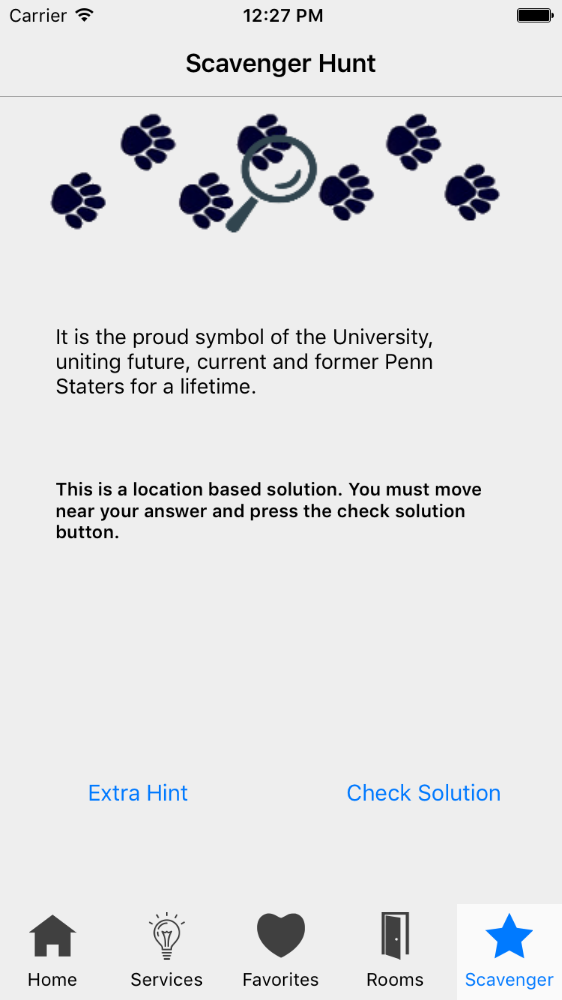 Carrier 12:27 PM
Scavenger Hunt
It is the proud symbol of the University,
uniting future, current and former Penn
Staters for a lifetime.
This is a location based solution. You must move
near your answer and press the check solution
button.
Extra Hint Check Solution
Home Services Favorites Rooms Scavenger